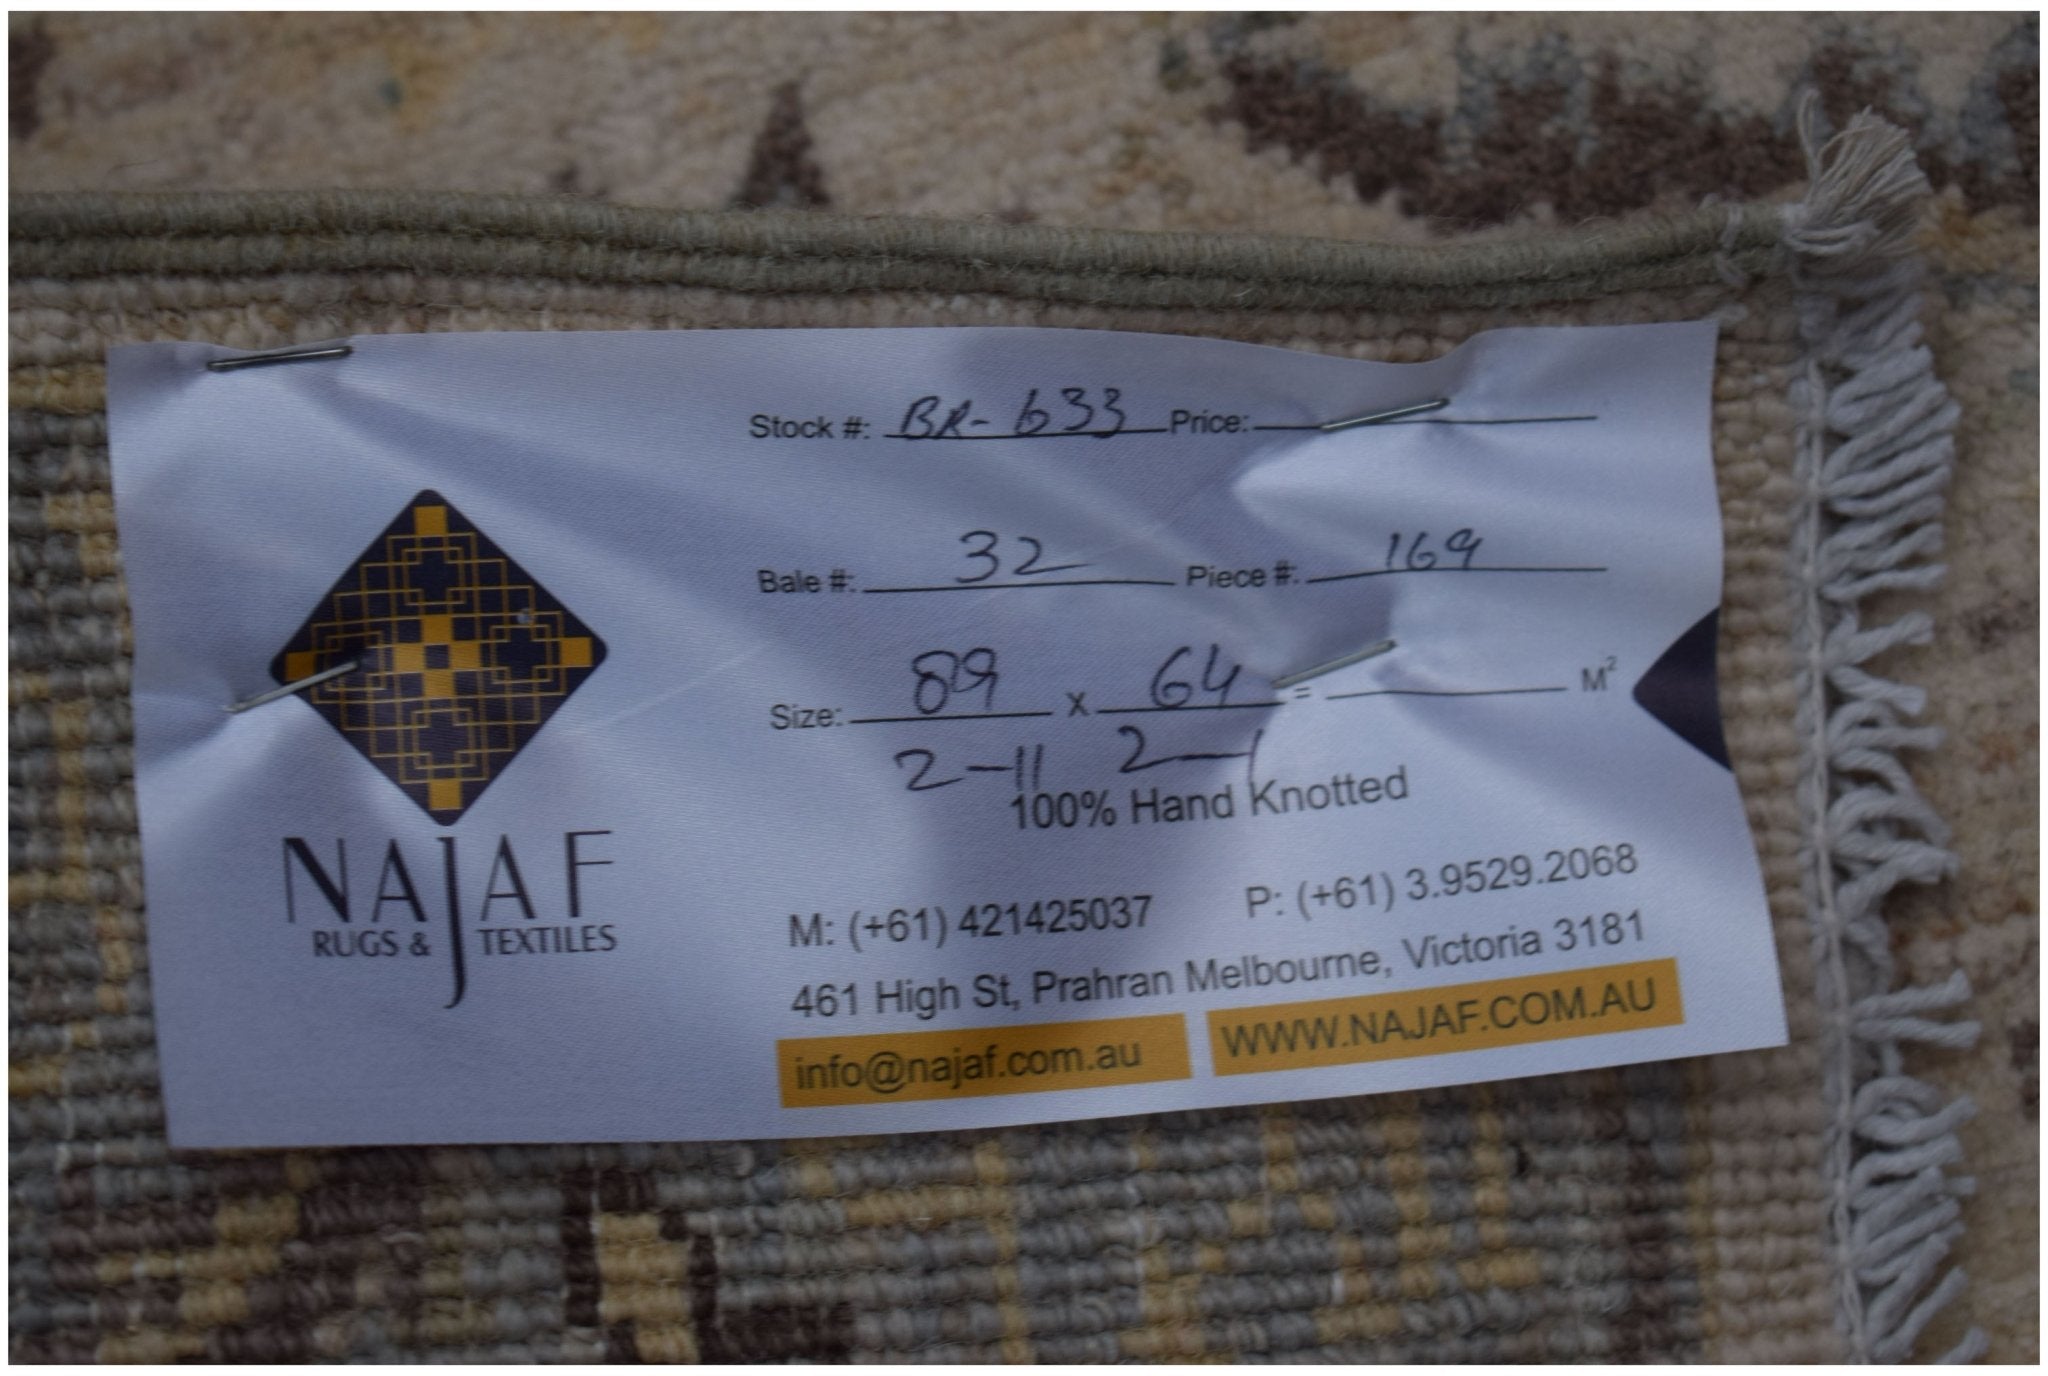 Stock #: BR-633 Price:
Bale #: 32 Piece #: 169
Size: 89 x 64 = M²
2-11 2-1
100% Hand Knotted
NAJAF
RUGS & TEXTILES
M: (+61) 421425037 P: (+61) 3.9529.2068
461 High St, Prahran Melbourne, Victoria 3181
info@najaf.com.au WWW.NAJAF.COM.AU